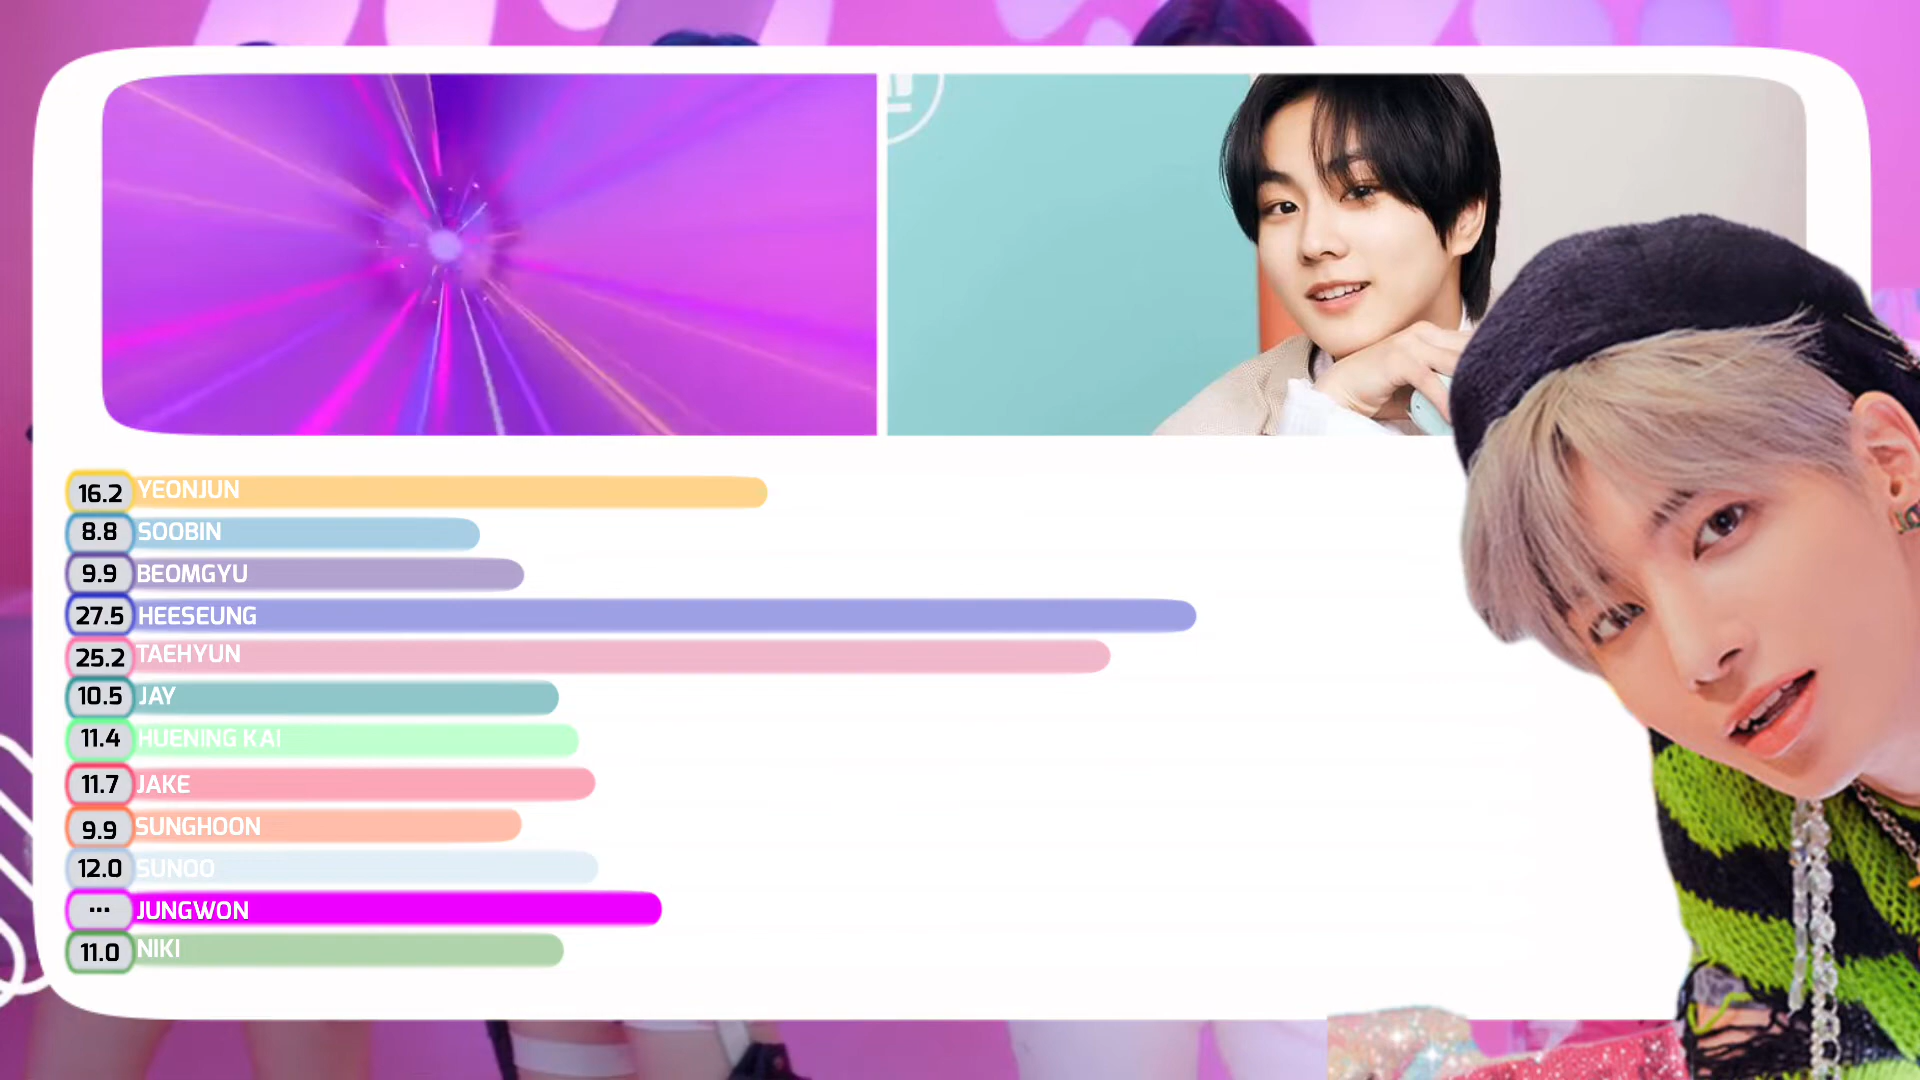 16.2 YEONJUN
8.8 SOOBIN
9.9 BEOMGYU
27.5 HEESEUNG
25.2 TAEHYUN
10.5 JAY
11.4 HUENING KAI
11.7 JAKE
9.9 SUNGHOON
12.0 SUNOO
... JUNGWON
11.0 NIKI